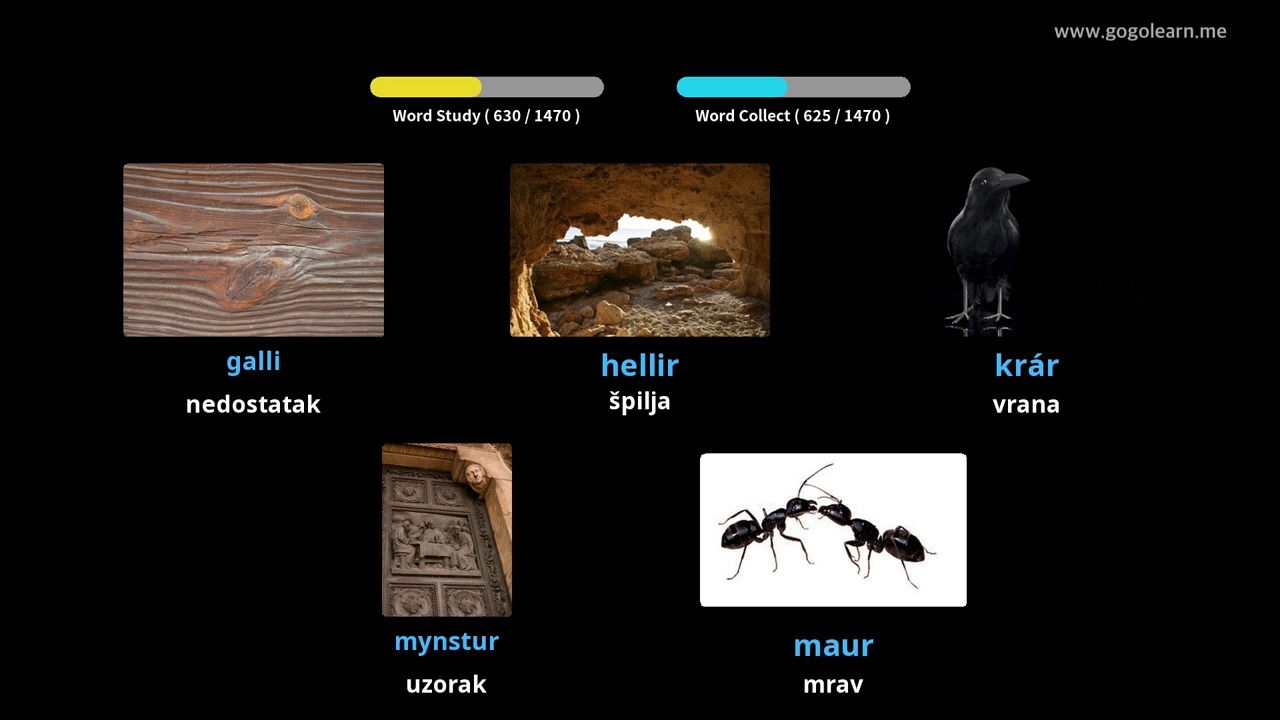 www.gogolearn.me
Word Study ( 630 / 1470 )
Word Collect ( 625 / 1470 )
galli
nedostatak
hellir
špilja
krár
vrana
mynstur
uzorak
maur
mrav